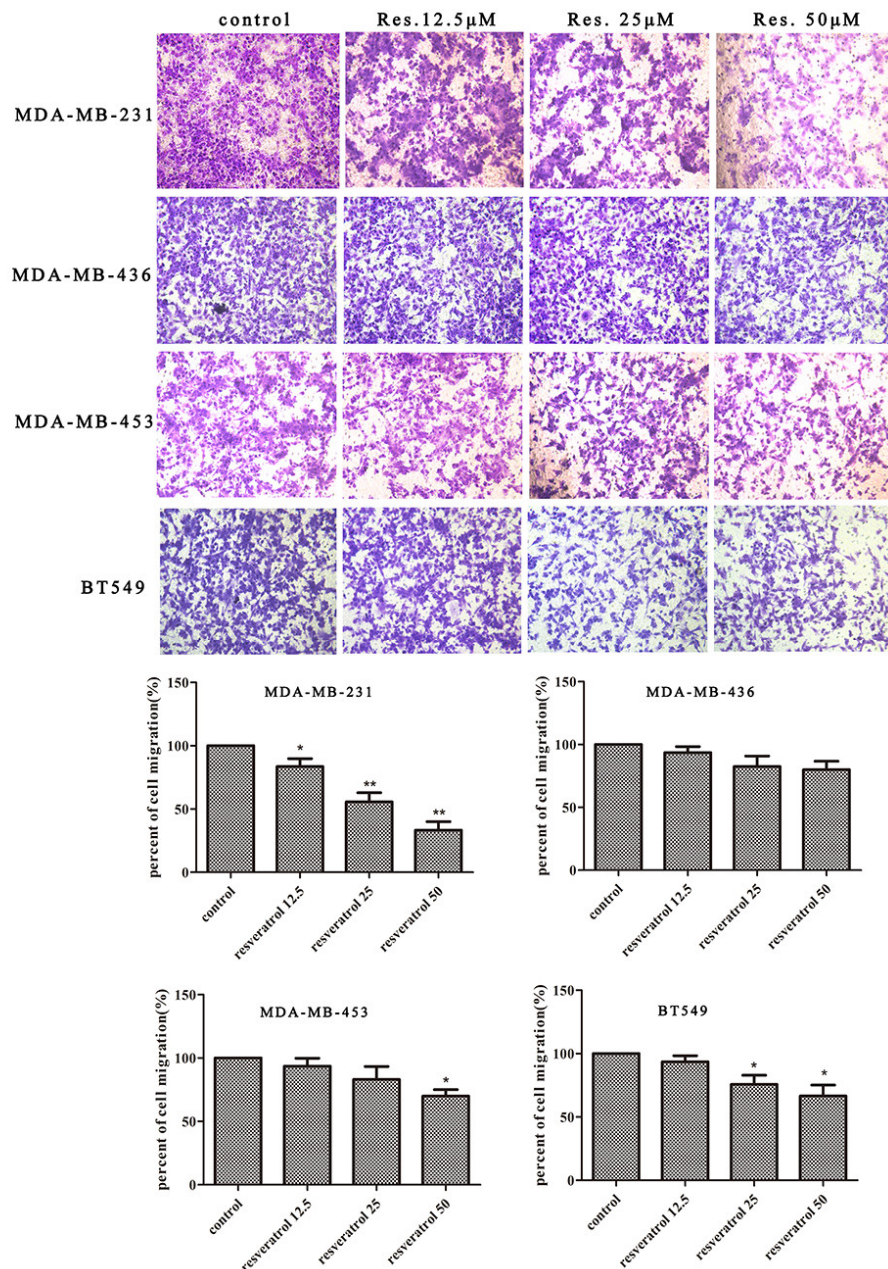 control Res.12.5μM Res. 25μM Res. 50μM
MDA-MB-231
MDA-MB-436
MDA-MB-453
BT549
MDA-MB-231
percent of cell migration(%)
150
100
50
0
*
**
**
control
resveratrol 12.5
resveratrol 25
resveratrol 50
MDA-MB-436
percent of cell migration(%)
150
100
50
0
control
resveratrol 12.5
resveratrol 25
resveratrol 50
MDA-MB-453
percent of cell migration(%)
150
100
50
0
*
control
resveratrol 12.5
resveratrol 25
resveratrol 50
BT549
percent of cell migration(%)
150
100
50
0
*
*
control
resveratrol 12.5
resveratrol 25
resveratrol 50